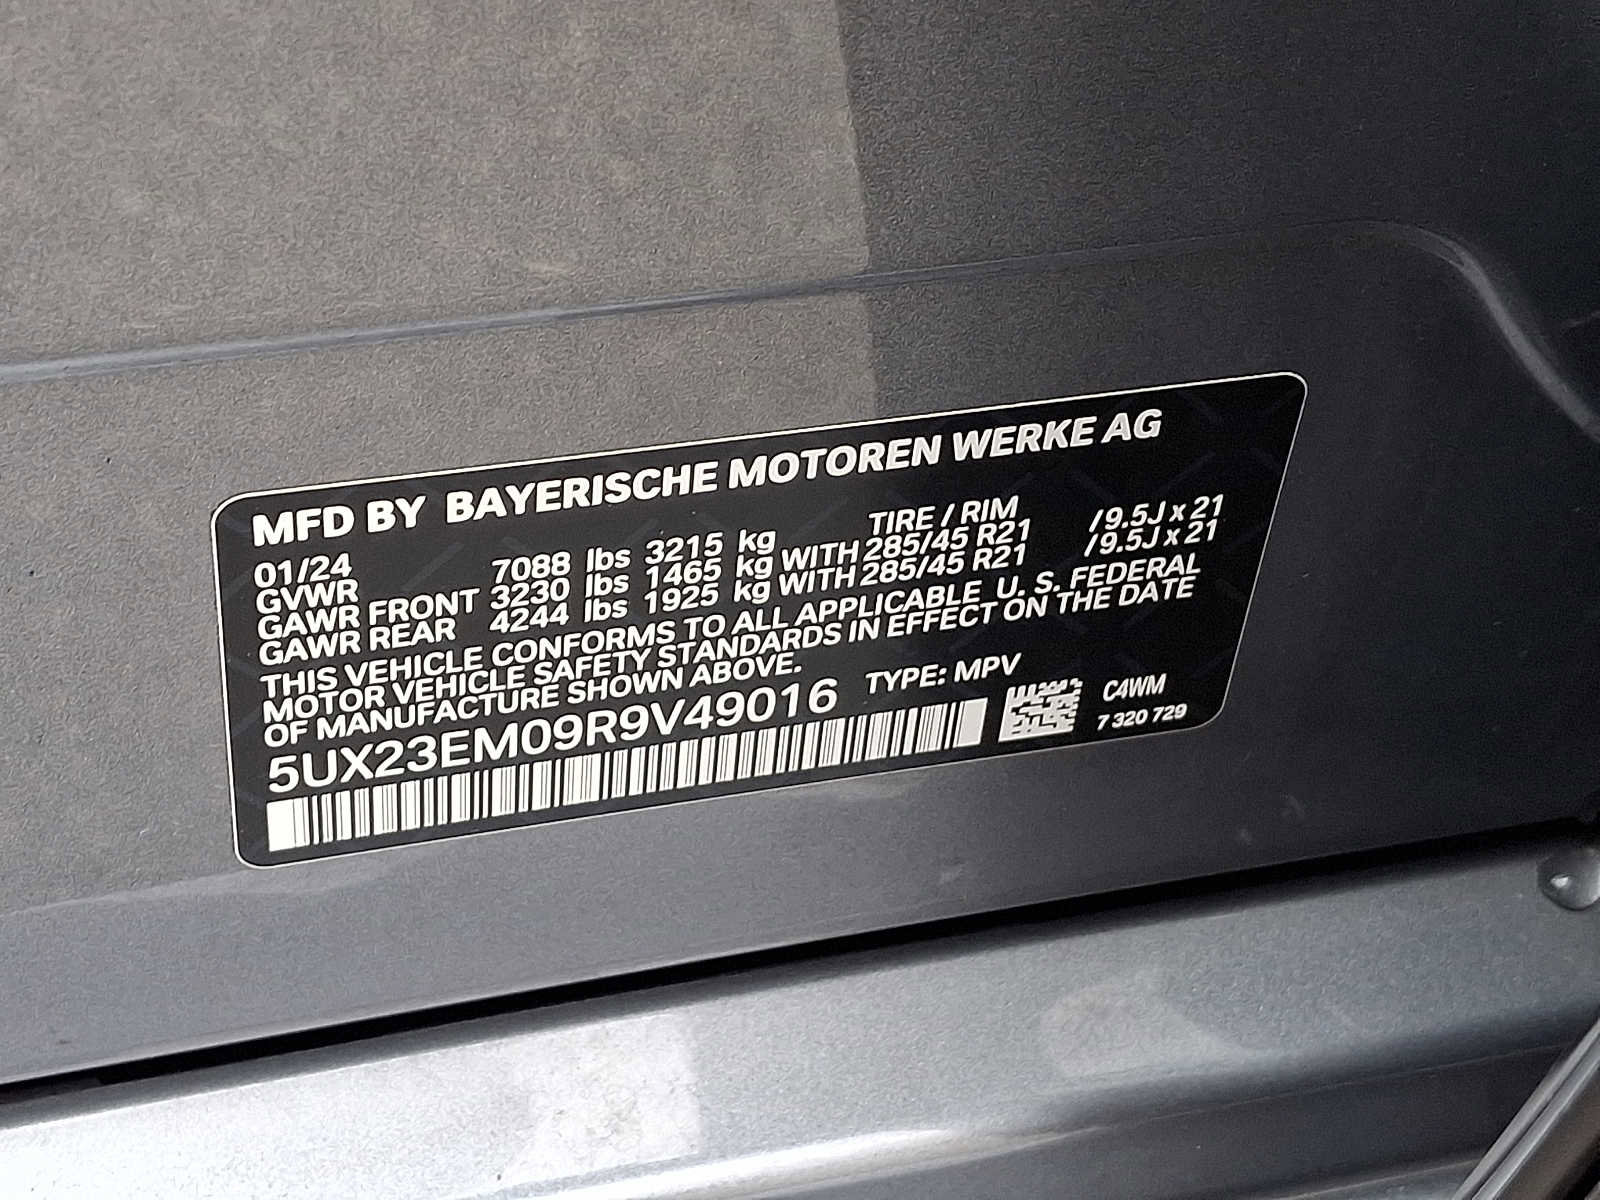 MFD BY BAYERISCHE MOTOREN WERKE AG
01/24 TIRE / RIM
GVWR 7088 lbs 3215 kg
GAWR FRONT 3230 lbs 1465 kg WITH 285/45 R21 /9.5J x 21
GAWR REAR 4244 lbs 1925 kg WITH 285/45 R21 /9.5J x 21
THIS VEHICLE CONFORMS TO ALL APPLICABLE U. S. FEDERAL
MOTOR VEHICLE SAFETY STANDARDS IN EFFECT ON THE DATE
OF MANUFACTURE SHOWN ABOVE.
5UX23EM09R9V49016 TYPE: MPV
C4WM
7 320 729